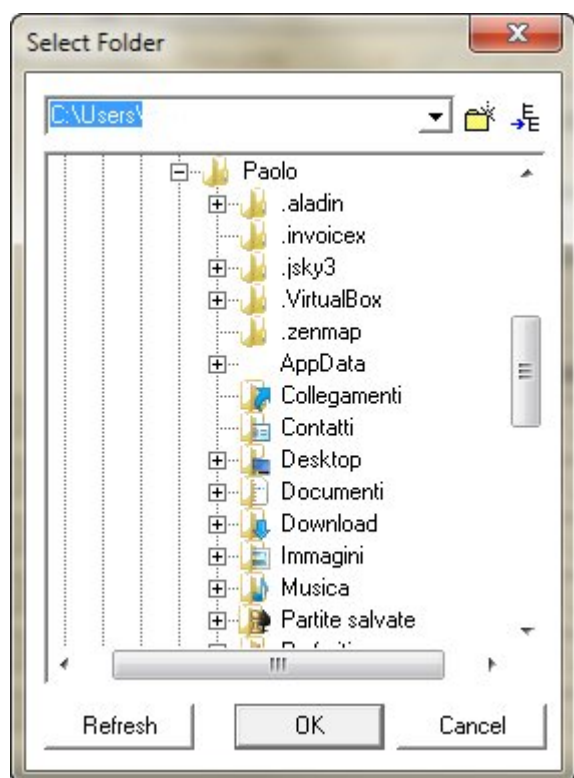 Select Folder
C:\Users\
Paolo
.aladin
.invoicex
.jsky3
.VirtualBox
.zenmap
AppData
Collegamenti
Contatti
Desktop
Documenti
Download
Immagini
Musica
Partite salvate
Refresh
OK
Cancel